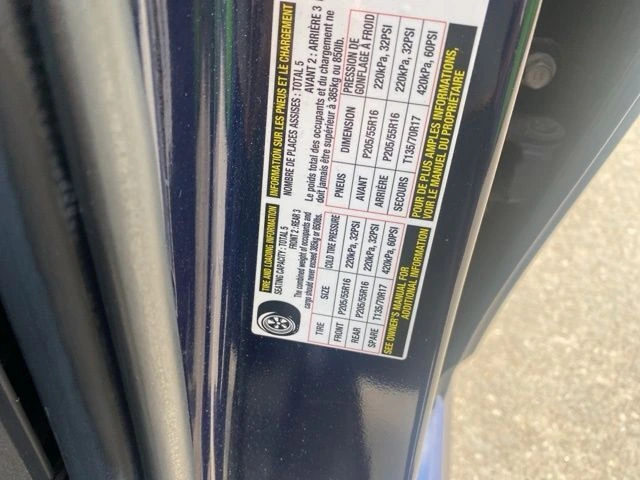 TIRE AND LOADING INFORMATION
SEATING CAPACITY : TOTAL 5
FRONT 2 : REAR 3
The combined weight of occupants and
cargo should never exceed 385kg or 850lbs.
TIRE SIZE COLD TIRE PRESSURE
FRONT P205/55R16 220kPa, 32PSI
REAR P205/55R16 220kPa, 32PSI
SPARE T135/70R17 420kPa, 60PSI
SEE OWNER'S MANUAL FOR
ADDITIONAL INFORMATION
INFORMATION SUR LES PNEUS ET LE CHARGEMENT
NOMBRE DE PLACES ASSISES : TOTAL 5
AVANT 2 : ARRIÈRE 3
Le poids total des occupants et du chargement ne
doit jamais être supérieur à 385kg ou 850lb.
PNEUS DIMENSION PRESSION DE
GONFLAGE À FROID
AVANT P205/55R16 220kPa, 32PSI
ARRIÈRE P205/55R16 220kPa, 32PSI
SECOURS T135/70R17 420kPa, 60PSI
POUR DE PLUS AMPLES INFORMATIONS,
VOIR LE MANUEL DU PROPRIÉTAIRE